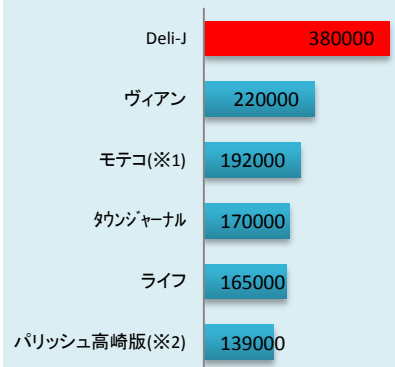 Deli-J 380000
ヴィアン 220000
モテコ(※1) 192000
ﾀｳﾝｼﾞｬｰﾅﾙ 170000
ライフ 165000
パリッシュ高崎版(※2) 139000